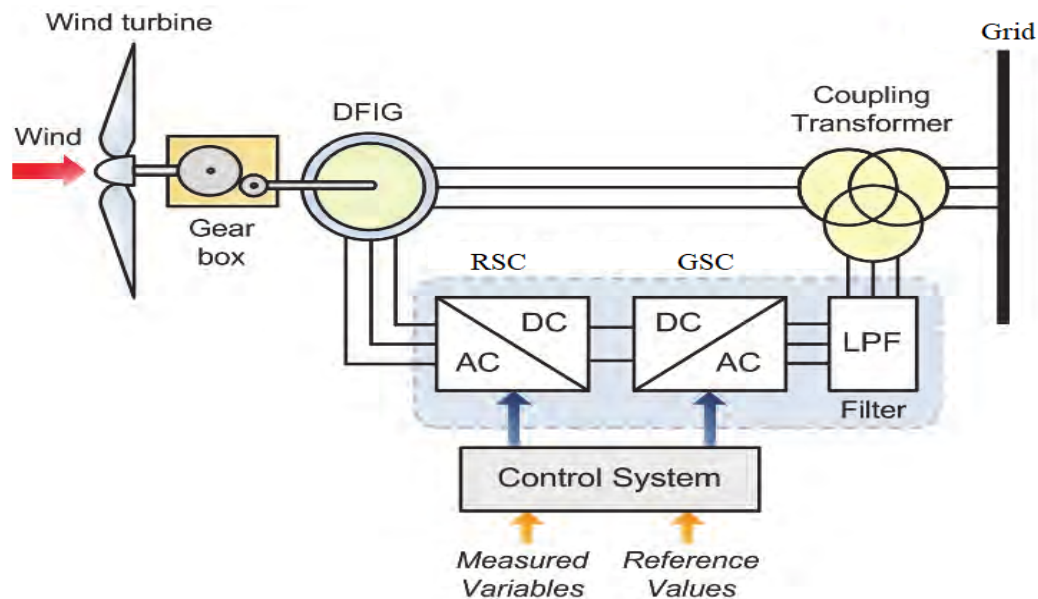 Wind turbine
Grid
DFIG
Coupling
Transformer
Wind
Gear
box
RSC
GSC
DC
AC
DC
AC
LPF
Filter
Control System
Measured
Variables
Reference
Values